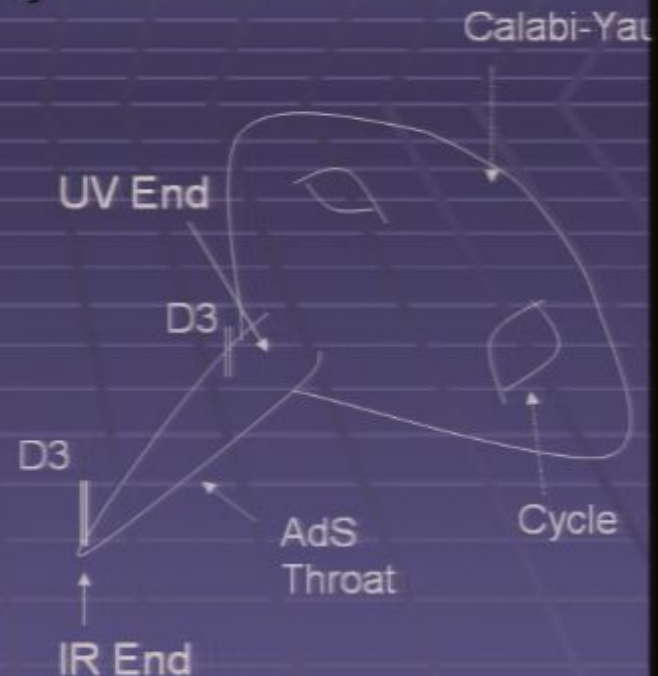 Calabi-Yau
UV End
D3
D3
AdS
Throat
Cycle
IR End